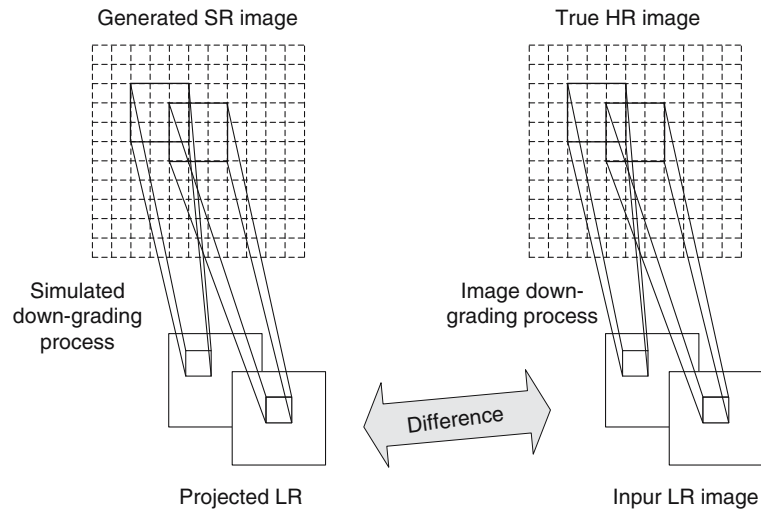 Generated SR image
True HR image
Simulated
down-grading
process
Image down-
grading process
Difference
Projected LR
Inpur LR image